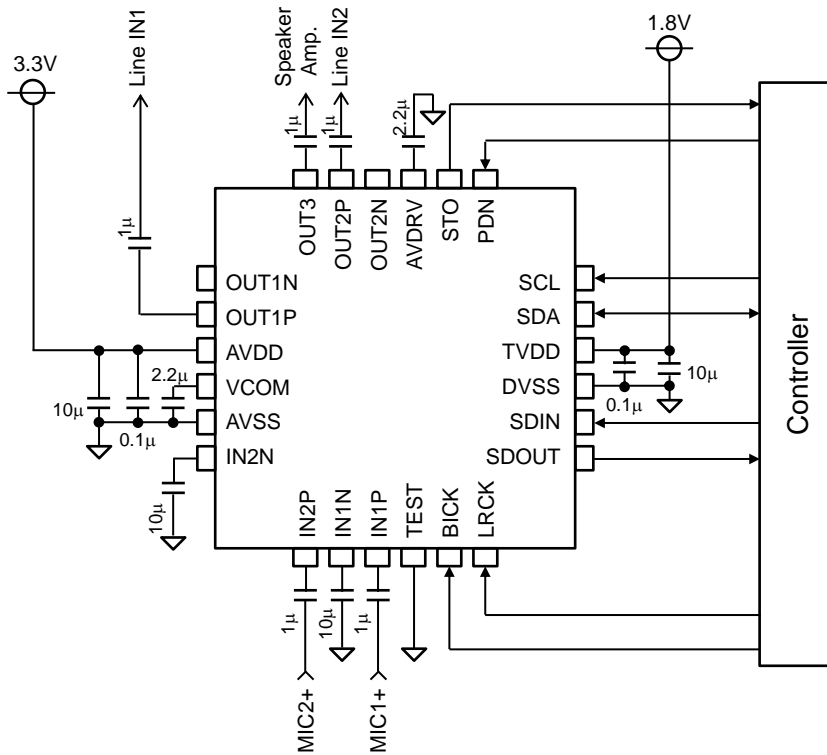 3.3V
Line IN1
Speaker
Amp.
Line IN2
1.8V
1µ
1µ
2.2µ
1µ
OUT3
OUT2P
OUT2N
AVDRV
STO
PDN
OUT1N
OUT1P
AVDD
VCOM
AVSS
IN2N
SCL
SDA
TVDD
DVSS
SDIN
SDOUT
2.2µ
10µ
0.1µ
10µ
0.1µ
10µ
Controller
IN2P
IN1N
IN1P
TEST
BICK
LRCK
1µ
10µ
1µ
MIC2+
MIC1+